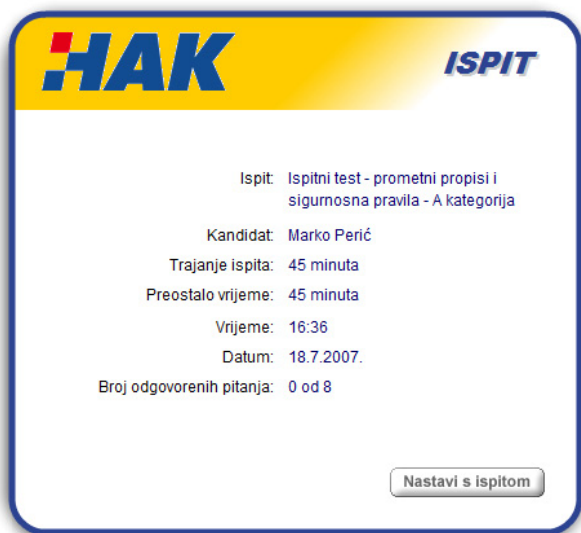 HAK
ISPIT
Ispit: Ispitni test - prometni propisi i
sigurnosna pravila - A kategorija
Kandidat: Marko Perić
Trajanje ispita: 45 minuta
Preostalo vrijeme: 45 minuta
Vrijeme: 16:36
Datum: 18.7.2007.
Broj odgovorenih pitanja: 0 od 8
Nastavi s ispitom